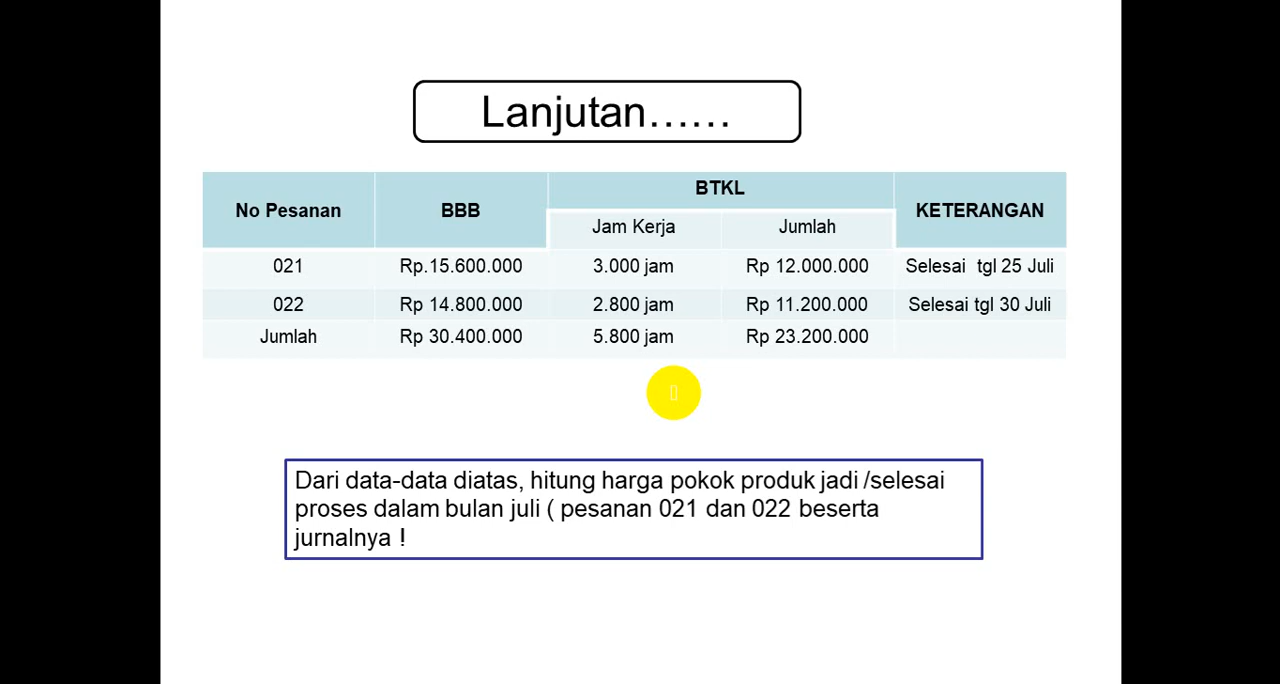 Lanjutan......
No Pesanan BBB BTKL KETERANGAN
Jam Kerja Jumlah
021 Rp.15.600.000 3.000 jam Rp 12.000.000 Selesai tgl 25 Juli
022 Rp 14.800.000 2.800 jam Rp 11.200.000 Selesai tgl 30 Juli
Jumlah Rp 30.400.000 5.800 jam Rp 23.200.000
Dari data-data diatas, hitung harga pokok produk jadi /selesai
proses dalam bulan juli ( pesanan 021 dan 022 beserta
jurnalnya !